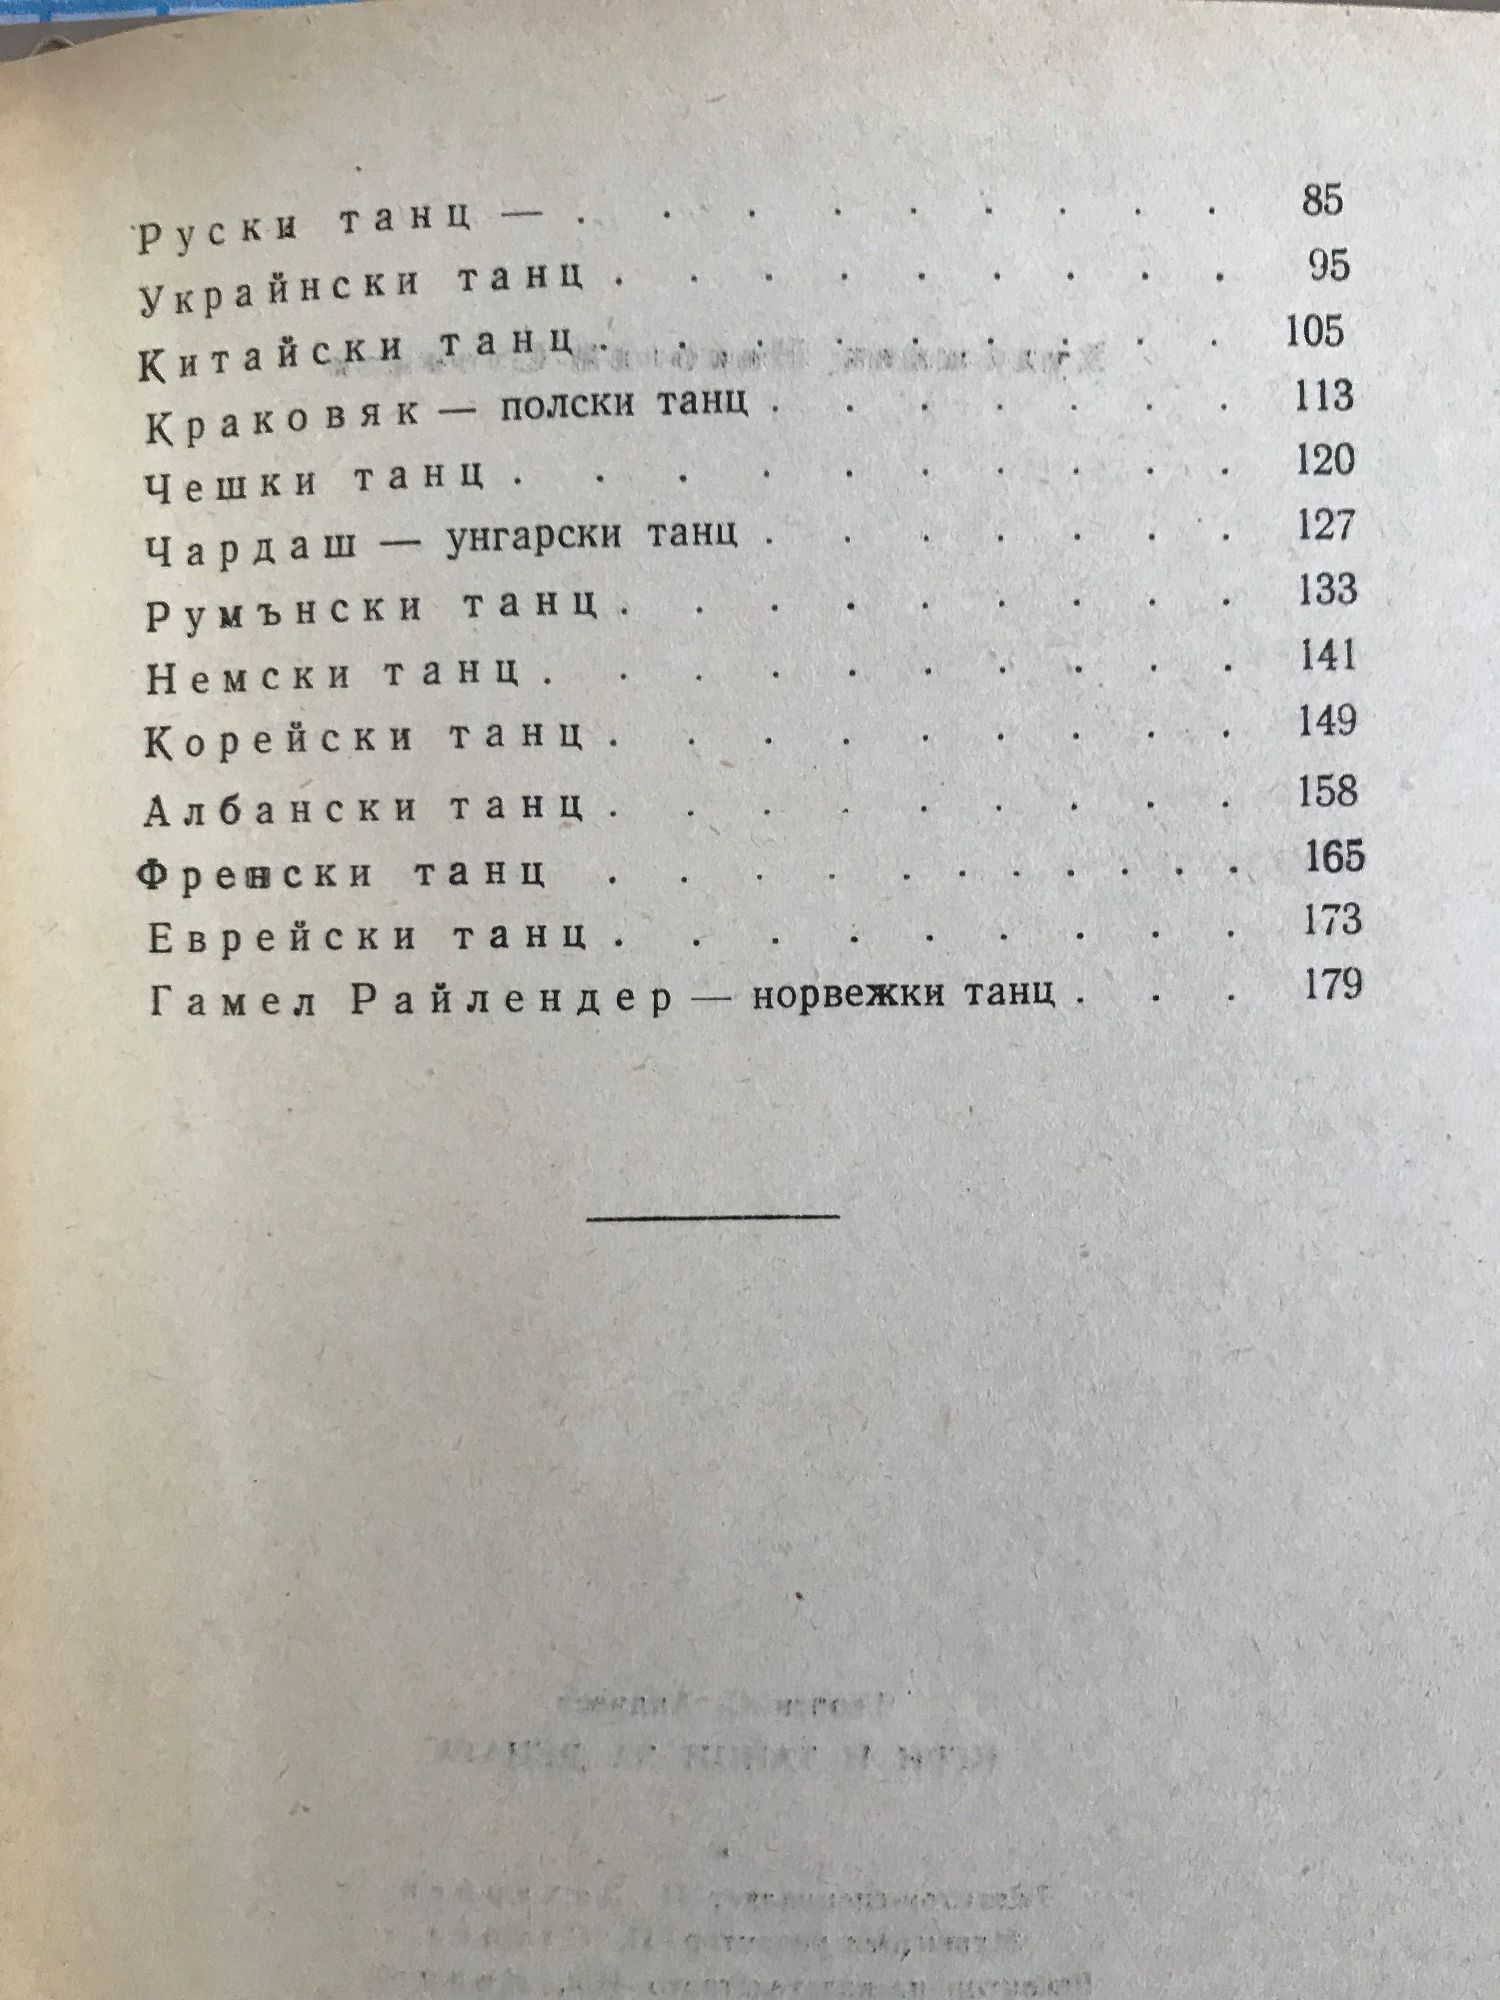 Руски танц — . . . . . . . . . 85
Украйнски танц . . . . . . . . . 95
Китайски танц . . . . . . . . . 105
Краковяк — полски танц . . . . . . . 113
Чешки танц . . . . . . . . . . 120
Чардаш — унгарски танц . . . . . . . 127
Румънски танц . . . . . . . . . 133
Немски танц . . . . . . . . . . 141
Корейски танц . . . . . . . . . 149
Албански танц . . . . . . . . . 158
Френски танц . . . . . . . . . . 165
Еврейски танц . . . . . . . . . 173
Гамел Райлендер — норвежки танц . . . 179